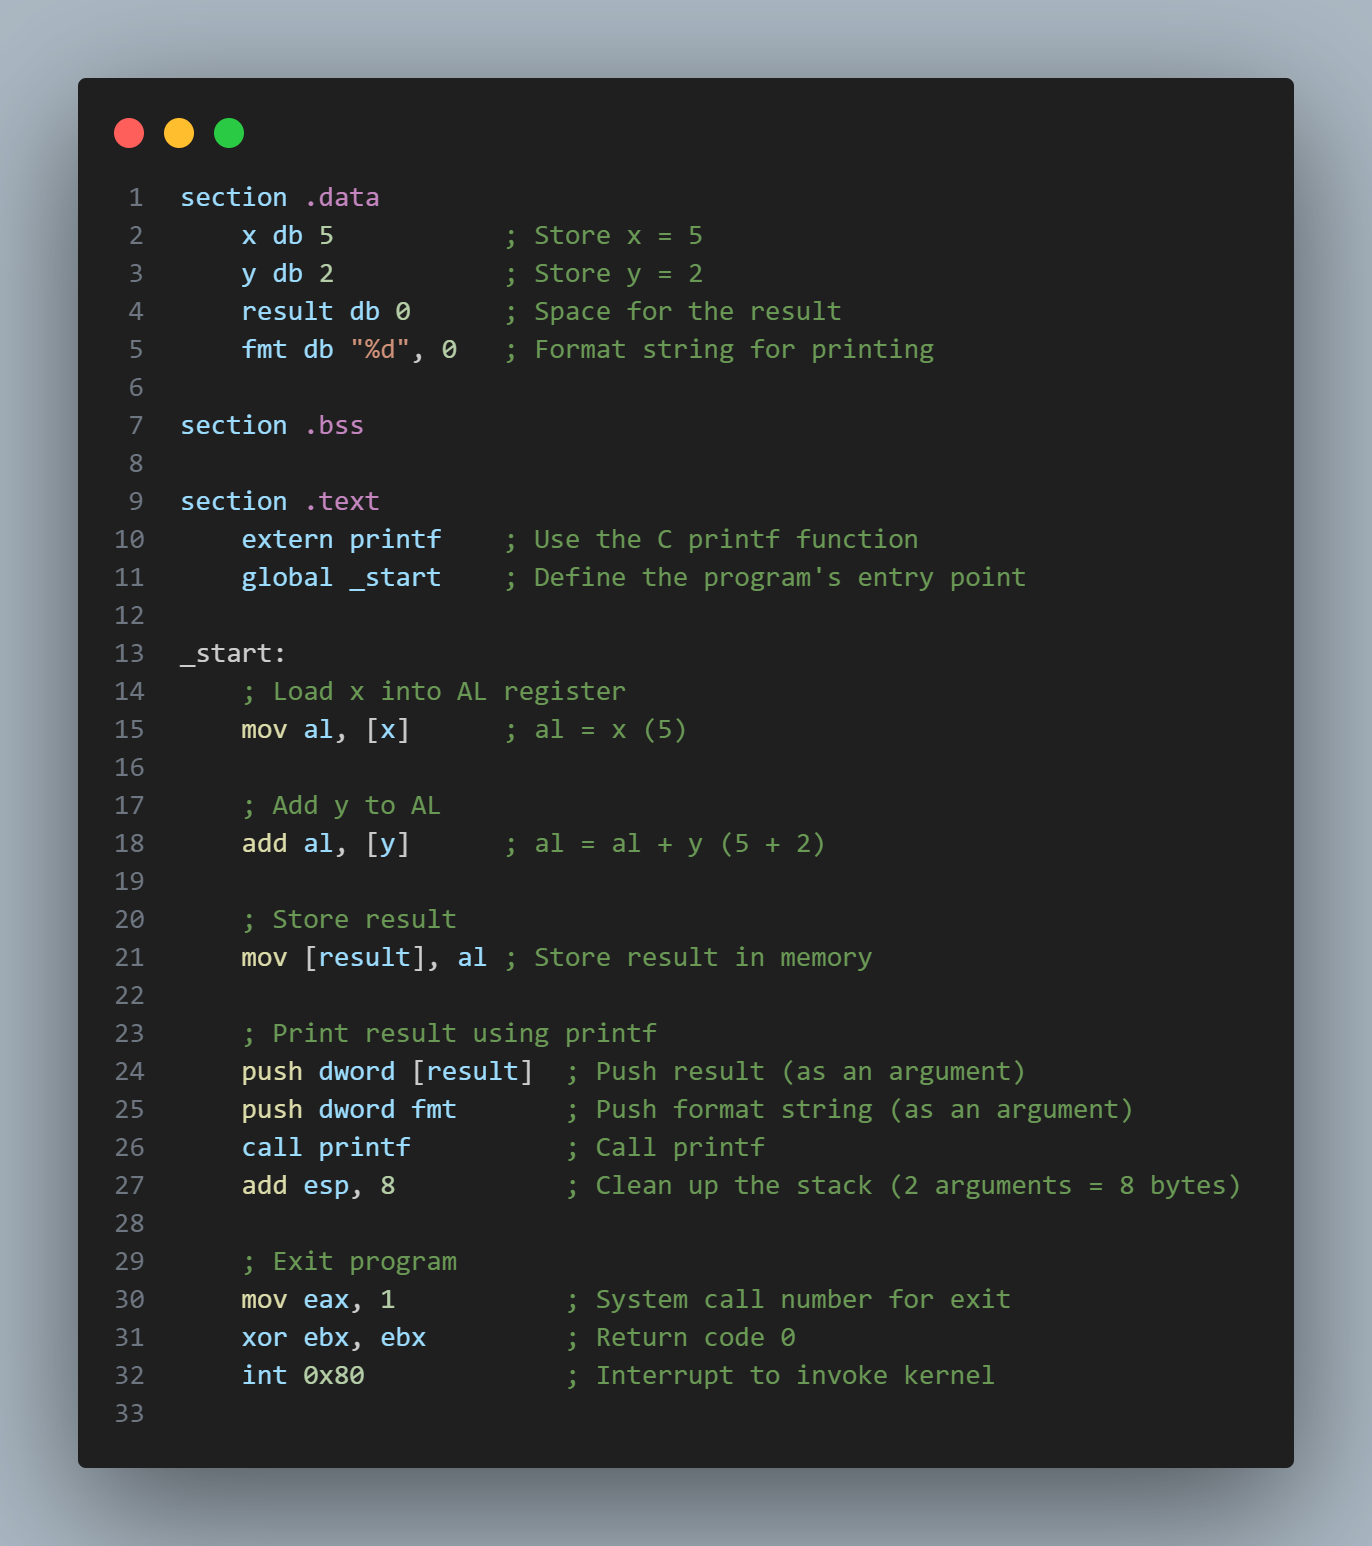 1 section .data
2     x db 5           ; Store x = 5
3     y db 2           ; Store y = 2
4     result db 0      ; Space for the result
5     fmt db "%d", 0   ; Format string for printing
6
7 section .bss
8
9 section .text
10     extern printf    ; Use the C printf function
11     global _start    ; Define the program's entry point
12
13 _start:
14     ; Load x into AL register
15     mov al, [x]      ; al = x (5)
16
17     ; Add y to AL
18     add al, [y]      ; al = al + y (5 + 2)
19
20     ; Store result
21     mov [result], al ; Store result in memory
22
23     ; Print result using printf
24     push dword [result]  ; Push result (as an argument)
25     push dword fmt       ; Push format string (as an argument)
26     call printf          ; Call printf
27     add esp, 8           ; Clean up the stack (2 arguments = 8 bytes)
28
29     ; Exit program
30     mov eax, 1           ; System call number for exit
31     xor ebx, ebx         ; Return code 0
32     int 0x80             ; Interrupt to invoke kernel
33